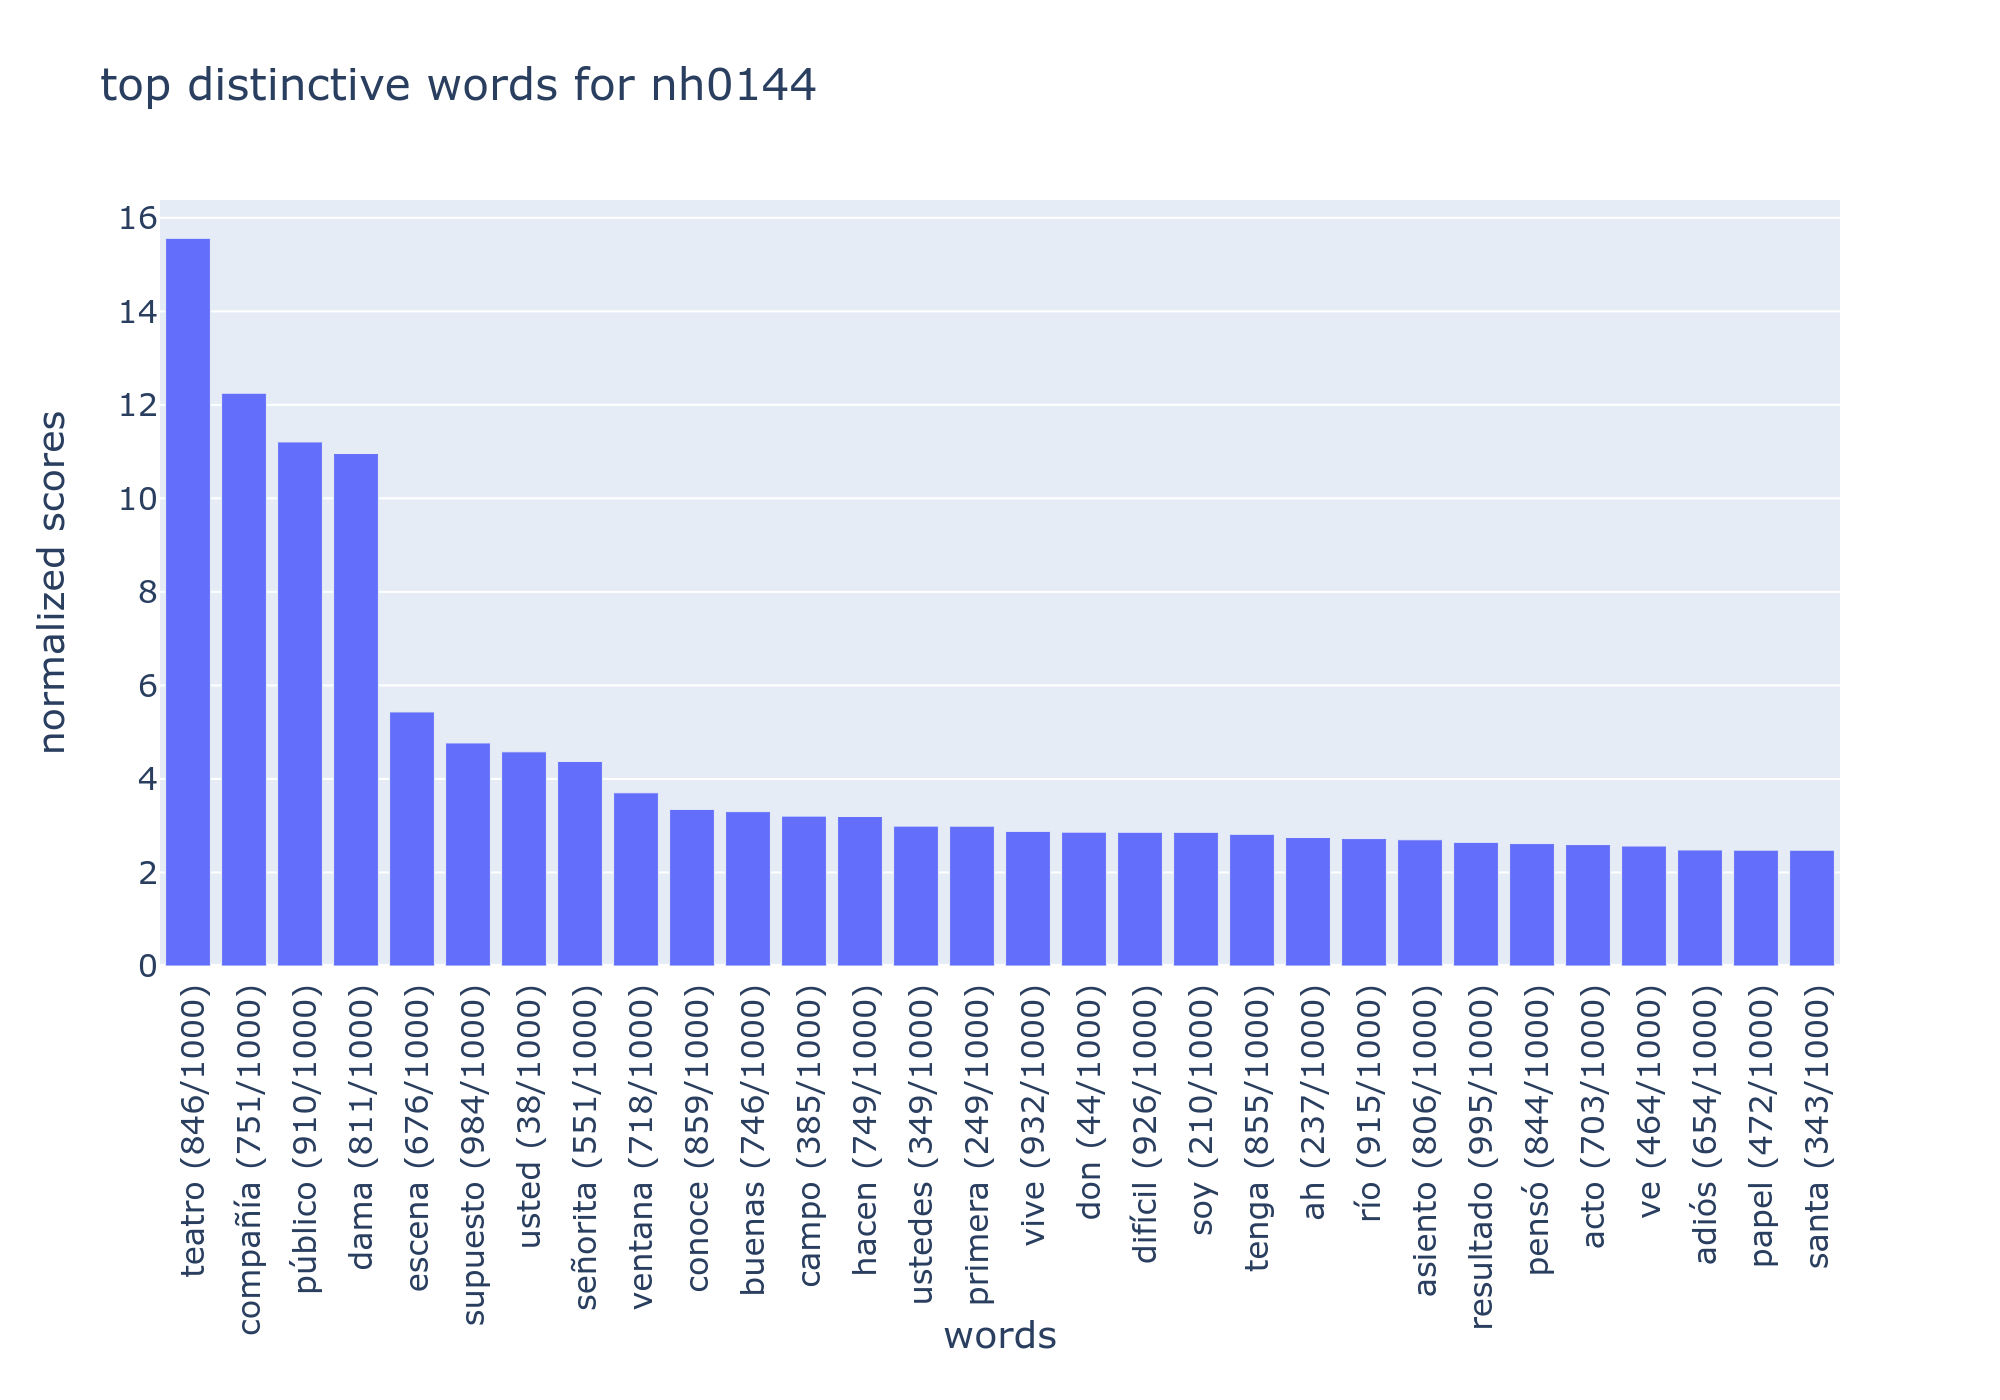 top distinctive words for nh0144
normalized scores
16
14
12
10
8
6
4
2
0
teatro (846/1000)
compañía (751/1000)
público (910/1000)
dama (811/1000)
escena (676/1000)
supuesto (984/1000)
usted (38/1000)
señorita (551/1000)
ventana (718/1000)
conoce (859/1000)
buenas (746/1000)
campo (385/1000)
hacen (749/1000)
ustedes (349/1000)
primera (249/1000)
vive (932/1000)
don (44/1000)
difícil (926/1000)
soy (210/1000)
tenga (855/1000)
ah (237/1000)
río (915/1000)
asiento (806/1000)
resultado (995/1000)
pensó (844/1000)
acto (703/1000)
ve (464/1000)
adiós (654/1000)
papel (472/1000)
santa (343/1000)
words